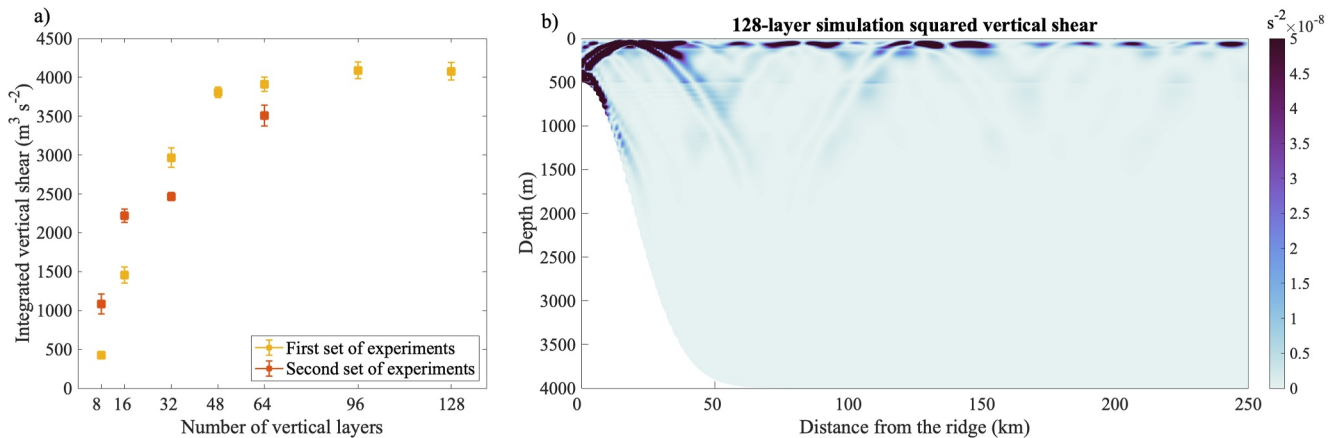 a)
4500
4000
3500
3000
2500
2000
1500
1000
500
0
Integrated vertical shear (m³ s⁻²)
8 16 32 48 64 96 128
Number of vertical layers
First set of experiments
Second set of experiments
b)
128-layer simulation squared vertical shear
0
500
1000
1500
2000
2500
3000
3500
4000
Depth (m)
0 50 100 150 200 250
Distance from the ridge (km)
s⁻²×10⁻⁸
5
4.5
4
3.5
3
2.5
2
1.5
1
0.5
0